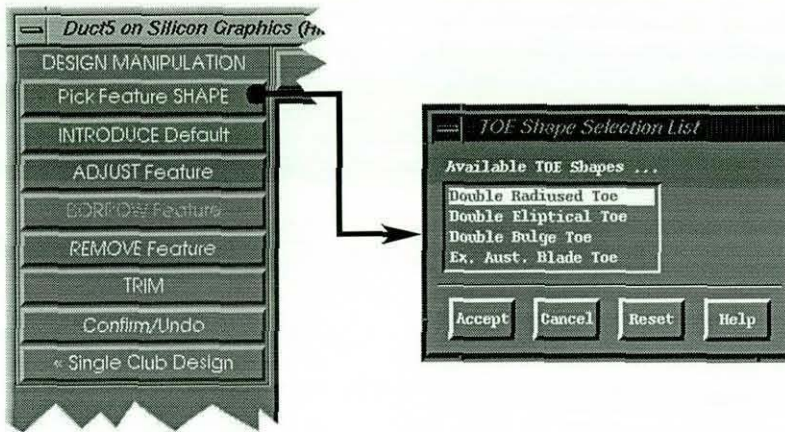 Duct5 on Silicon Graphics
DESIGN MANIPULATION
Pick Feature SHAPE
INTRODUCE Default
ADJUST Feature
BORROW Feature
REMOVE Feature
TRIM
Confirm/Undo
« Single Club Design
TOE Shape Selection List
Available TOE Shapes ...
Double Radiused Toe
Double Eliptical Toe
Double Bulge Toe
Ex. Aust. Blade Toe
Accept Cancel Reset Help